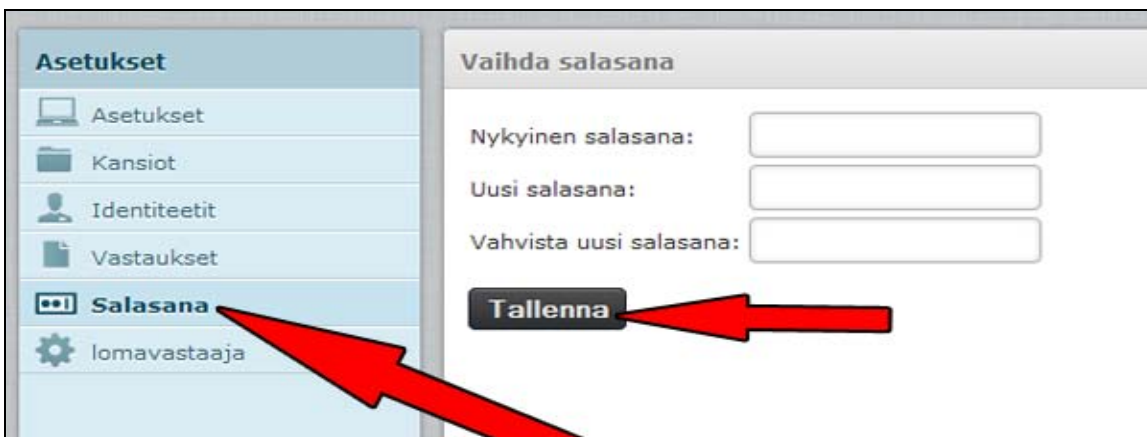 Asetukset
Asetukset
Kansiot
Identiteetit
Vastaukset
Salasana
lomavastaaja
Vaihda salasana
Nykyinen salasana:
Uusi salasana:
Vahvista uusi salasana:
Tallenna